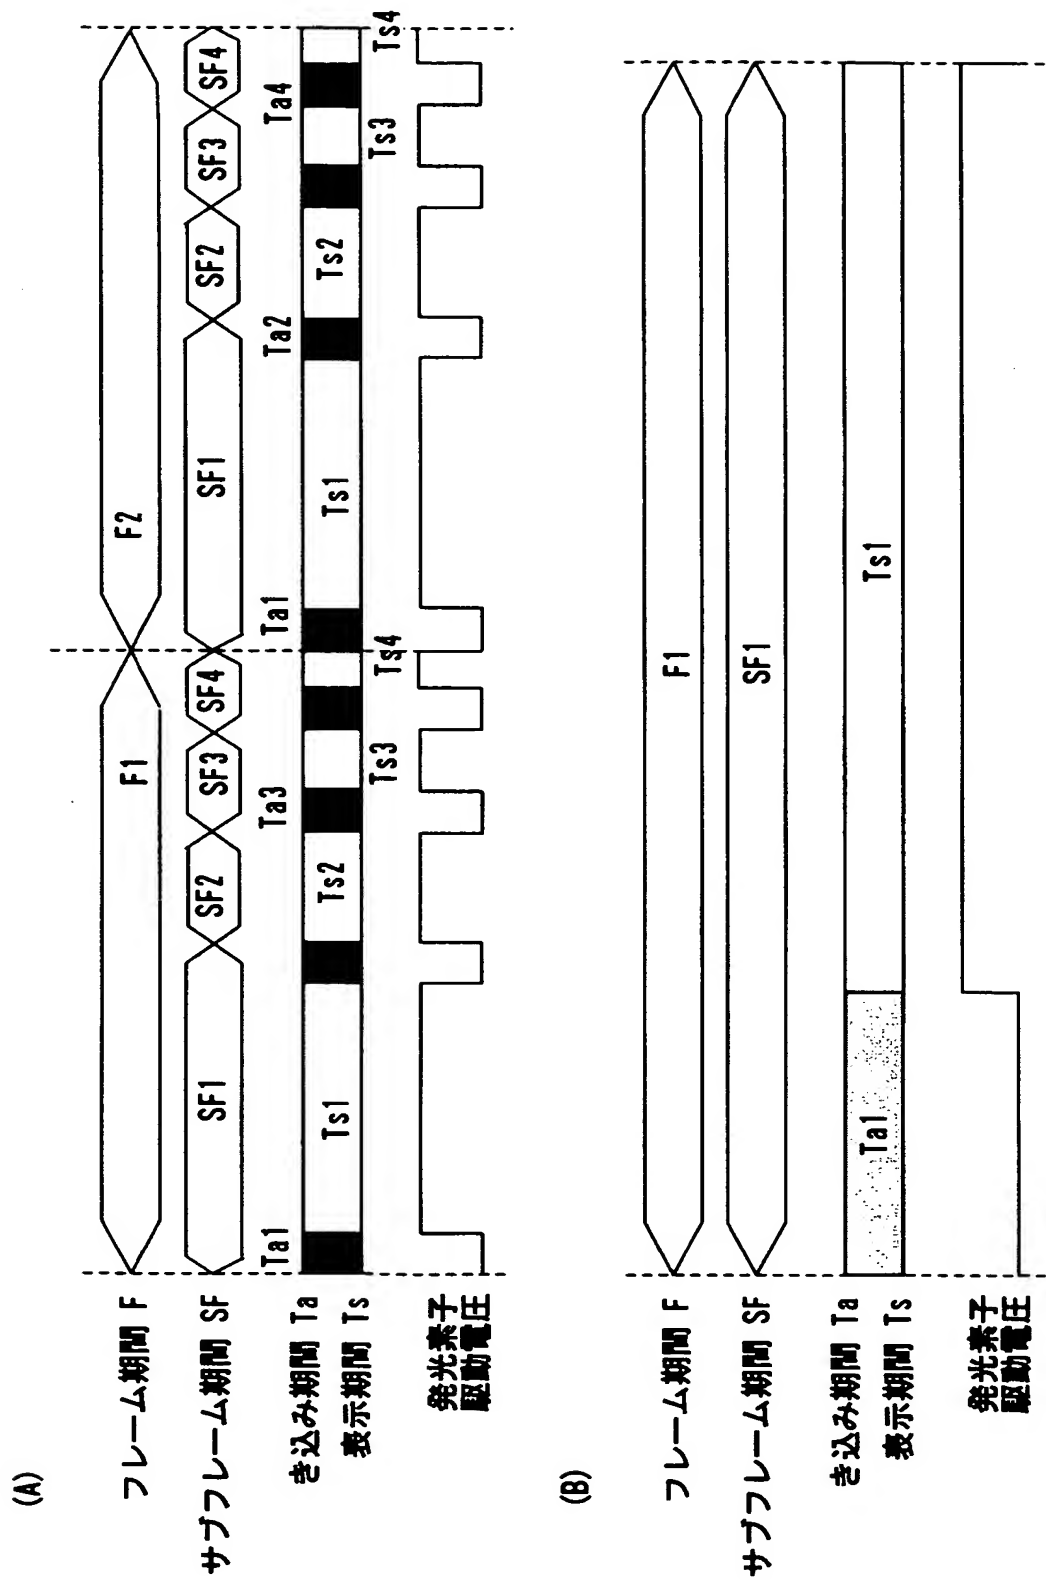 (A)
フレーム期間 F F1 F2
サブフレーム期間 SF SF1 SF2 SF3 SF4 SF1 SF2 SF3 SF4
Ta1 Ta3 Ta1 Ta2 Ta4
き込み期間 Ta Ts1 Ts2 Ts1 Ts2
表示期間 Ts Ts3 Ts4 Ts3 Ts4
発光素子
駆動電圧
(B)
フレーム期間 F F1
サブフレーム期間 SF SF1
き込み期間 Ta Ta1 Ts1
表示期間 Ts
発光素子
駆動電圧